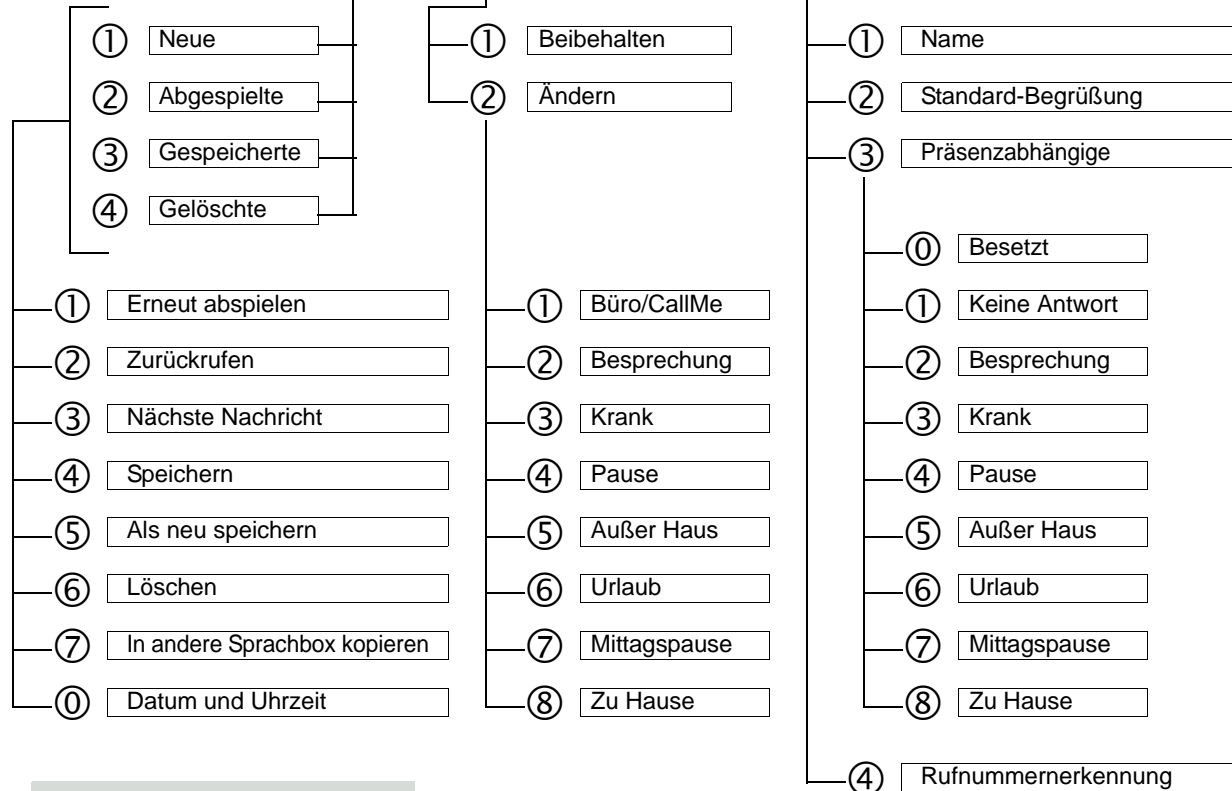 ① Neue
② Abgespielte
③ Gespeicherte
④ Gelöschte
① Erneut abspielen
② Zurückrufen
③ Nächste Nachricht
④ Speichern
⑤ Als neu speichern
⑥ Löschen
⑦ In andere Sprachbox kopieren
⓪ Datum und Uhrzeit
① Beibehalten
② Ändern
① Büro/CallMe
② Besprechung
③ Krank
④ Pause
⑤ Außer Haus
⑥ Urlaub
⑦ Mittagspause
⑧ Zu Hause
① Name
② Standard-Begrüßung
③ Präsenzabhängige
⓪ Besetzt
① Keine Antwort
② Besprechung
③ Krank
④ Pause
⑤ Außer Haus
⑥ Urlaub
⑦ Mittagspause
⑧ Zu Hause
④ Rufnummernerkennung